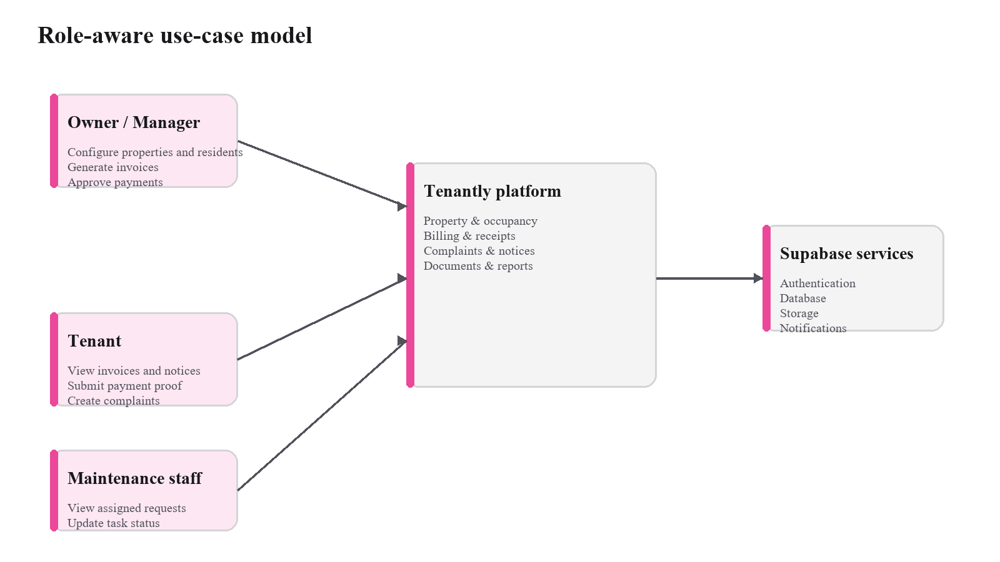 Role-aware use-case model
Owner / Manager
Configure properties and residents
Generate invoices
Approve payments
Tenant
View invoices and notices
Submit payment proof
Create complaints
Maintenance staff
View assigned requests
Update task status
Tenantly platform
Property & occupancy
Billing & receipts
Complaints & notices
Documents & reports
Supabase services
Authentication
Database
Storage
Notifications